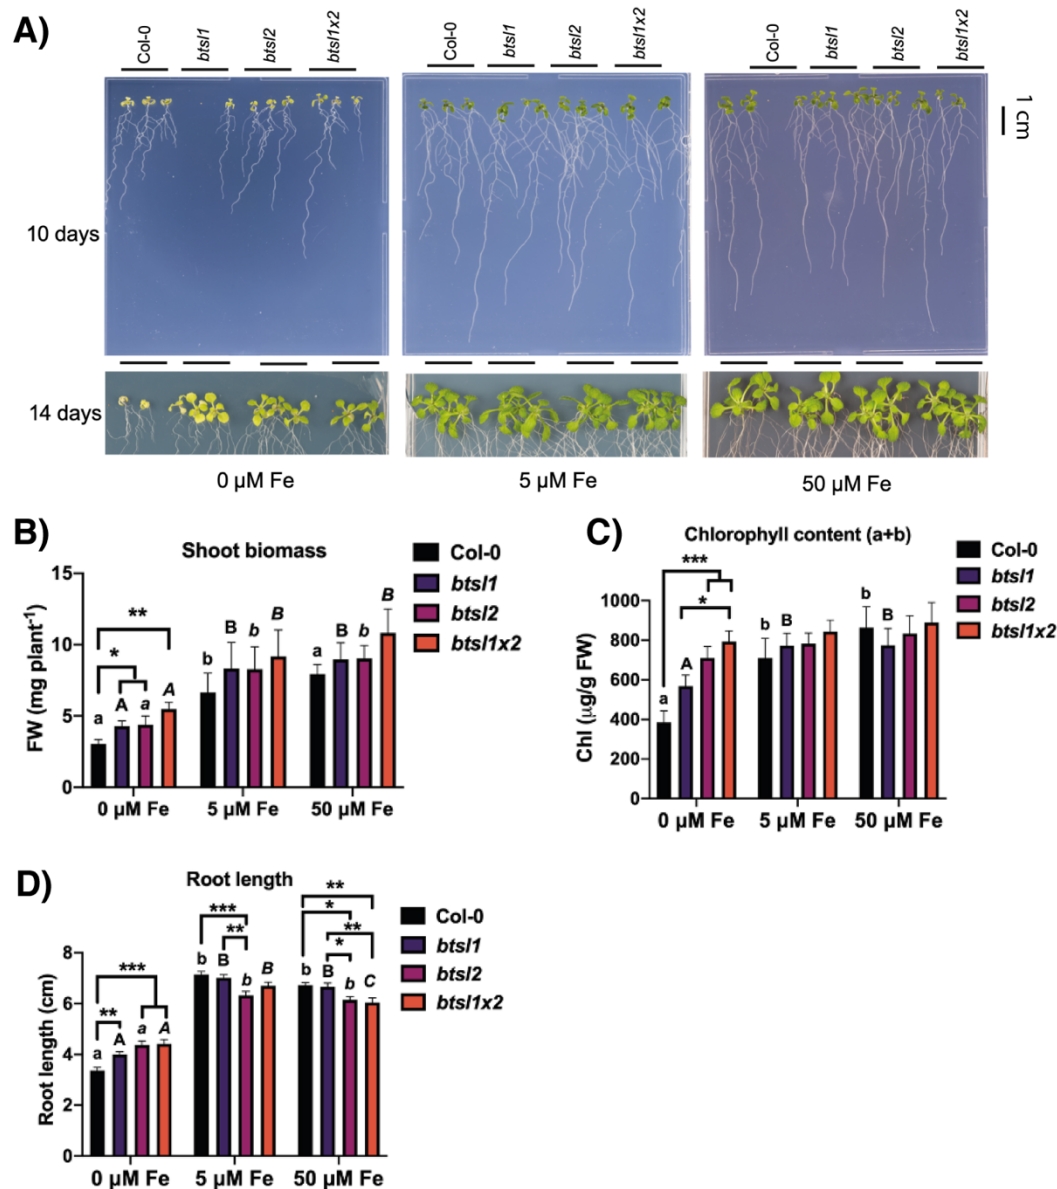 A)
Col-0 btsl1 btsl2 btsl1x2 Col-0 btsl1 btsl2 btsl1x2 Col-0 btsl1 btsl2 btsl1x2
1 cm
10 days
14 days
0 µM Fe 5 µM Fe 50 µM Fe
B)
Shoot biomass
Col-0
btsl1
btsl2
btsl1x2
FW (mg plant⁻¹)
15
10
5
0
** B
* B b B B b
A a A b a
a
0 µM Fe 5 µM Fe 50 µM Fe
C)
Chlorophyll content (a+b)
Col-0
btsl1
btsl2
btsl1x2
Chl (µg/g FW)
1000
800
600
400
200
0
***
*
a A b B b B
0 µM Fe 5 µM Fe 50 µM Fe
D)
Root length
Col-0
btsl1
btsl2
btsl1x2
Root length (cm)
8
6
4
2
0
*** ** *** ** ** * ** *
a A a A b B b B b B b C
0 µM Fe 5 µM Fe 50 µM Fe